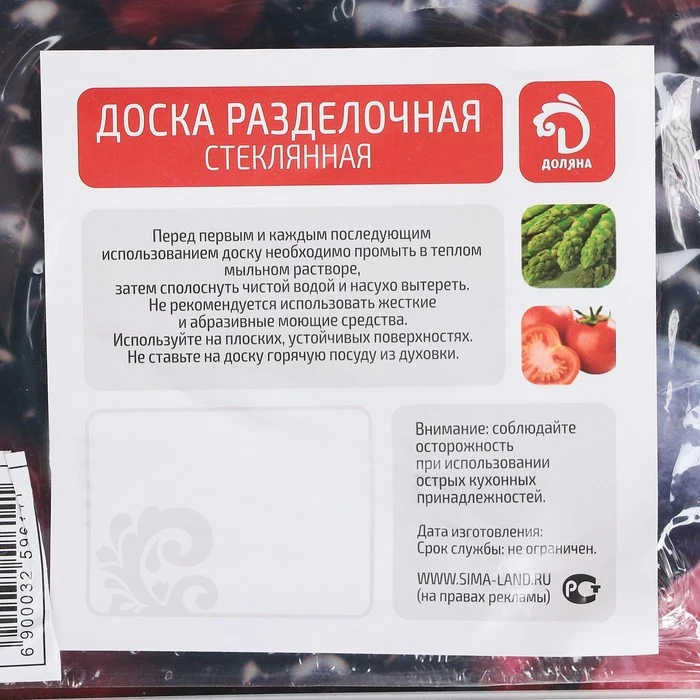 ДОСКА РАЗДЕЛОЧНАЯ
СТЕКЛЯННАЯ
ДОЛЯНА
Перед первым и каждым последующим
использованием доску необходимо промыть в теплом
мыльном растворе,
затем сполоснуть чистой водой и насухо вытереть.
Не рекомендуется использовать жесткие
и абразивные моющие средства.
Используйте на плоских, устойчивых поверхностях.
Не ставьте на доску горячую посуду из духовки.
Внимание: соблюдайте
осторожность
при использовании
острых кухонных
принадлежностей.
Дата изготовления:
Срок службы: не ограничен.
WWW.SIMA-LAND.RU
(на правах рекламы)
РСТ
6 900032